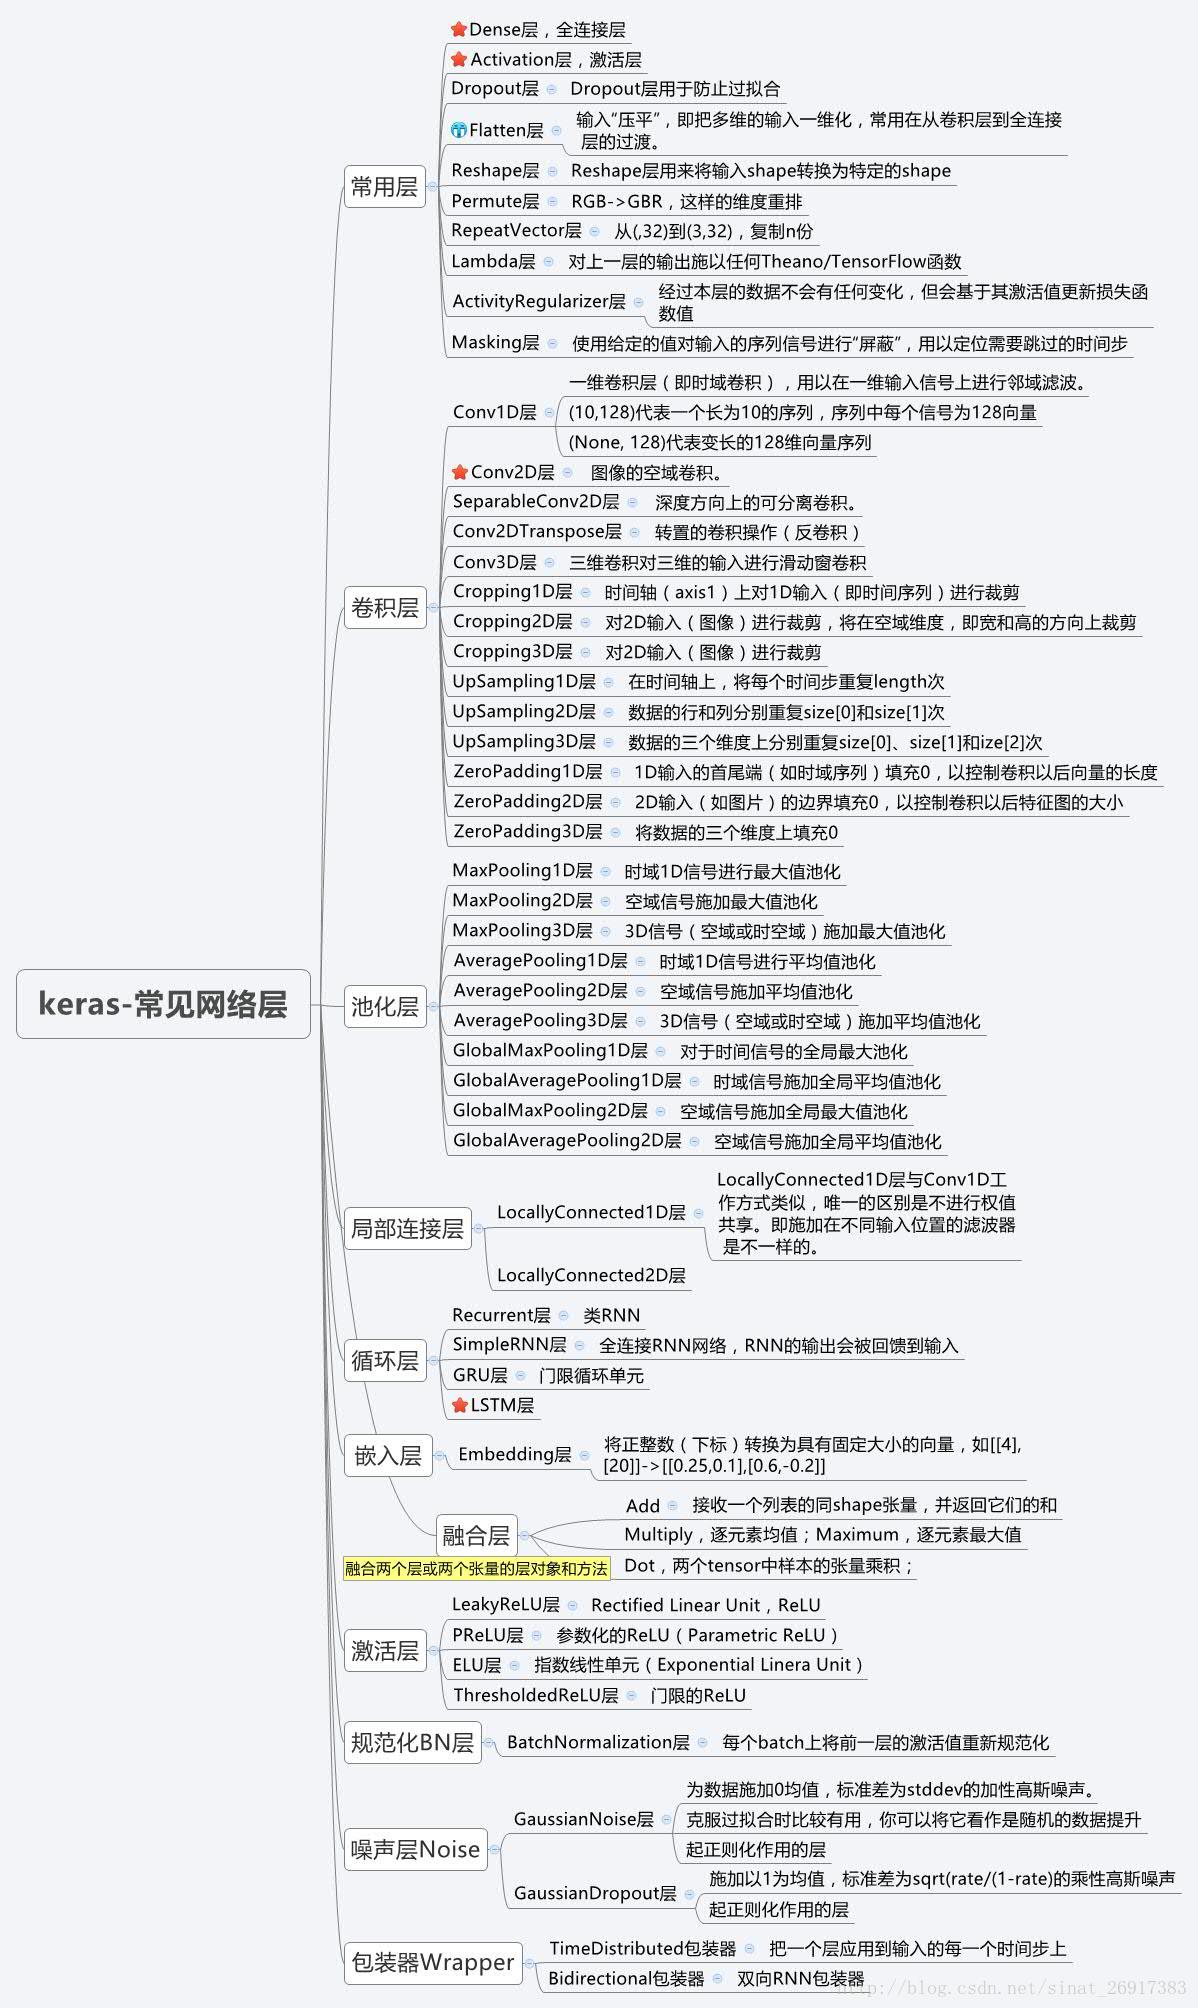 keras-常见网络层
常用层
Dense层，全连接层
Activation层，激活层
Dropout层 Dropout层用于防止过拟合
Flatten层 输入“压平”，即把多维的输入一维化，常用在从卷积层到全连接
层的过渡。
Reshape层 Reshape层用来将输入shape转换为特定的shape
Permute层 RGB->GBR，这样的维度重排
RepeatVector层 从(,32)到(3,32)，复制n份
Lambda层 对上一层的输出施以任何Theano/TensorFlow函数
ActivityRegularizer层 经过本层的数据不会有任何变化，但会基于其激活值更新损失函
数值
Masking层 使用给定的值对输入的序列信号进行“屏蔽”，用以定位需要跳过的时间步
卷积层
Conv1D层 一维卷积层（即时域卷积），用以在一维输入信号上进行邻域滤波。
(10,128)代表一个长为10的序列，序列中每个信号为128向量
(None, 128)代表变长的128维向量序列
Conv2D层 图像的空域卷积。
SeparableConv2D层 深度方向上的可分离卷积。
Conv2DTranspose层 转置的卷积操作（反卷积）
Conv3D层 三维卷积对三维的输入进行滑动窗卷积
Cropping1D层 时间轴（axis1）上对1D输入（即时间序列）进行裁剪
Cropping2D层 对2D输入（图像）进行裁剪，将在空域维度，即宽和高的方向上裁剪
Cropping3D层 对2D输入（图像）进行裁剪
UpSampling1D层 在时间轴上，将每个时间步重复length次
UpSampling2D层 数据的行和列分别重复size[0]和size[1]次
UpSampling3D层 数据的三个维度上分别重复size[0]、size[1]和ize[2]次
ZeroPadding1D层 1D输入的首尾端（如时域序列）填充0，以控制卷积以后向量的长度
ZeroPadding2D层 2D输入（如图片）的边界填充0，以控制卷积以后特征图的大小
ZeroPadding3D层 将数据的三个维度上填充0
池化层
MaxPooling1D层 时域1D信号进行最大值池化
MaxPooling2D层 空域信号施加最大值池化
MaxPooling3D层 3D信号（空域或时空域）施加最大值池化
AveragePooling1D层 时域1D信号进行平均值池化
AveragePooling2D层 空域信号施加平均值池化
AveragePooling3D层 3D信号（空域或时空域）施加平均值池化
GlobalMaxPooling1D层 对于时间信号的全局最大池化
GlobalAveragePooling1D层 时域信号施加全局平均值池化
GlobalMaxPooling2D层 空域信号施加全局最大值池化
GlobalAveragePooling2D层 空域信号施加全局平均值池化
局部连接层
LocallyConnected1D层 LocallyConnected1D层与Conv1D工
作方式类似，唯一的区别是不进行权值
共享。即施加在不同输入位置的滤波器
是不一样的。
LocallyConnected2D层
循环层
Recurrent层 类RNN
SimpleRNN层 全连接RNN网络，RNN的输出会被回馈到输入
GRU层 门限循环单元
LSTM层
嵌入层
Embedding层 将正整数（下标）转换为具有固定大小的向量，如[[4],
[20]]->[[0.25,0.1],[0.6,-0.2]]
融合层
融合两个层或两个张量的层对象和方法
Add 接收一个列表的同shape张量，并返回它们的和
Multiply，逐元素均值；Maximum，逐元素最大值
Dot，两个tensor中样本的张量乘积；
激活层
LeakyReLU层 Rectified Linear Unit，ReLU
PReLU层 参数化的ReLU（Parametric ReLU）
ELU层 指数线性单元（Exponential Linera Unit）
ThresholdedReLU层 门限的ReLU
规范化BN层
BatchNormalization层 每个batch上将前一层的激活值重新规范化
噪声层Noise
GaussianNoise层 为数据施加0均值，标准差为stddev的加性高斯噪声。
克服过拟合时比较有用，你可以将它看作是随机的数据提升
起正则化作用的层
GaussianDropout层 施加以1为均值，标准差为sqrt(rate/(1-rate)的乘性高斯噪声
起正则化作用的层
包装器Wrapper
TimeDistributed包装器 把一个层应用到输入的每一个时间步上
Bidirectional包装器 双向RNN包装器
http://blog.csdn.net/sinat_26917383